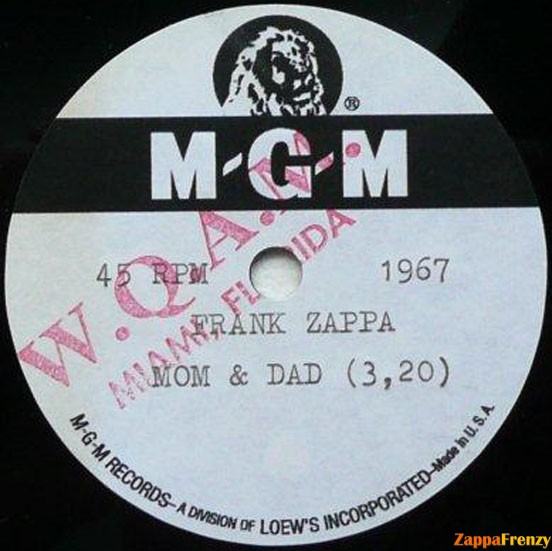 ®
M-G-M
W.Q.A.M.
MIAMI, FLORIDA
45 RPM 1967
FRANK ZAPPA
MOM & DAD (3,20)
M-G-M RECORDS-A DIVISION OF LOEW'S INCORPORATED-Made in U.S.A.
ZappaFrenzy